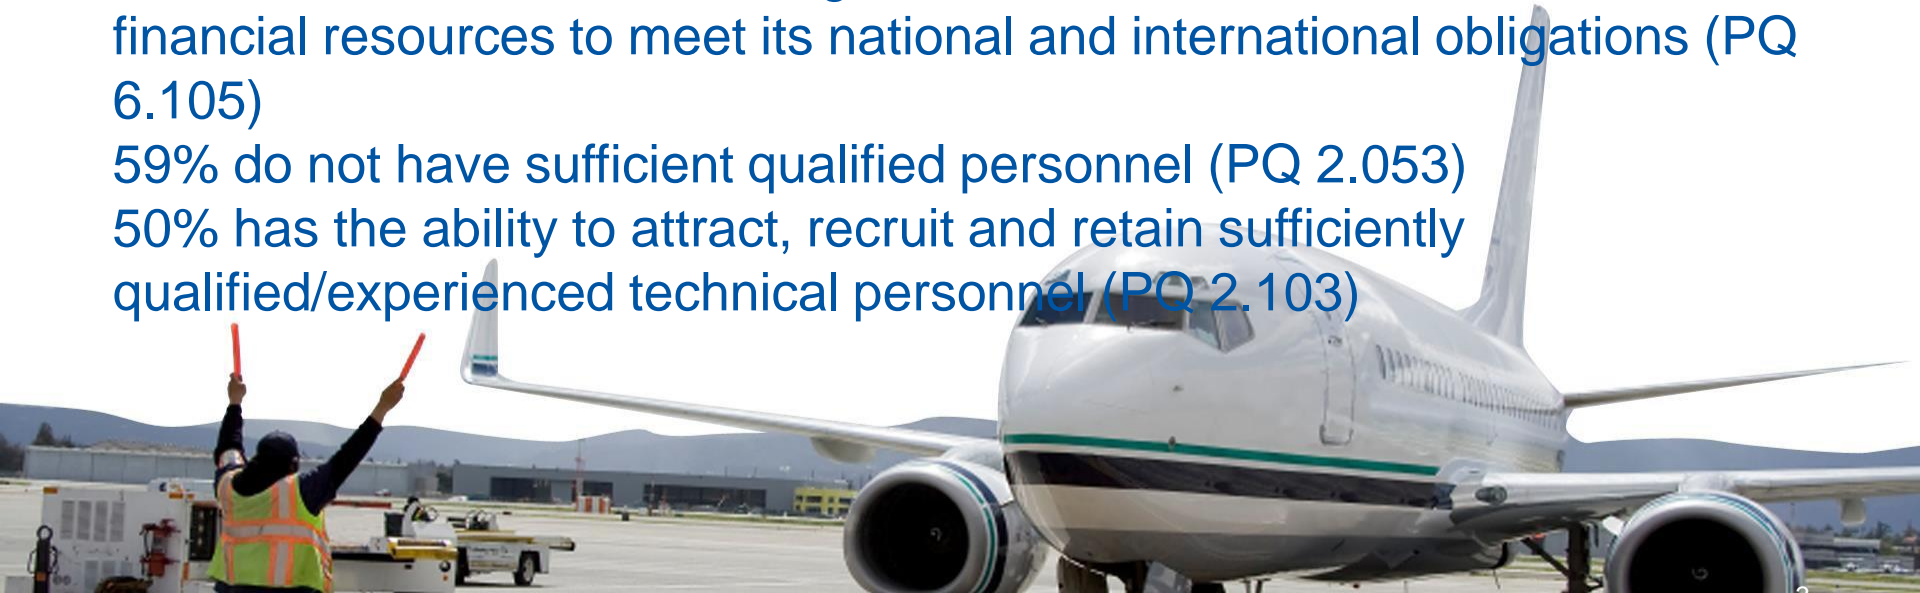 financial resources to meet its national and international obligations (PQ
6.105)
59% do not have sufficient qualified personnel (PQ 2.053)
50% has the ability to attract, recruit and retain sufficiently
qualified/experienced technical personnel (PQ 2.103)